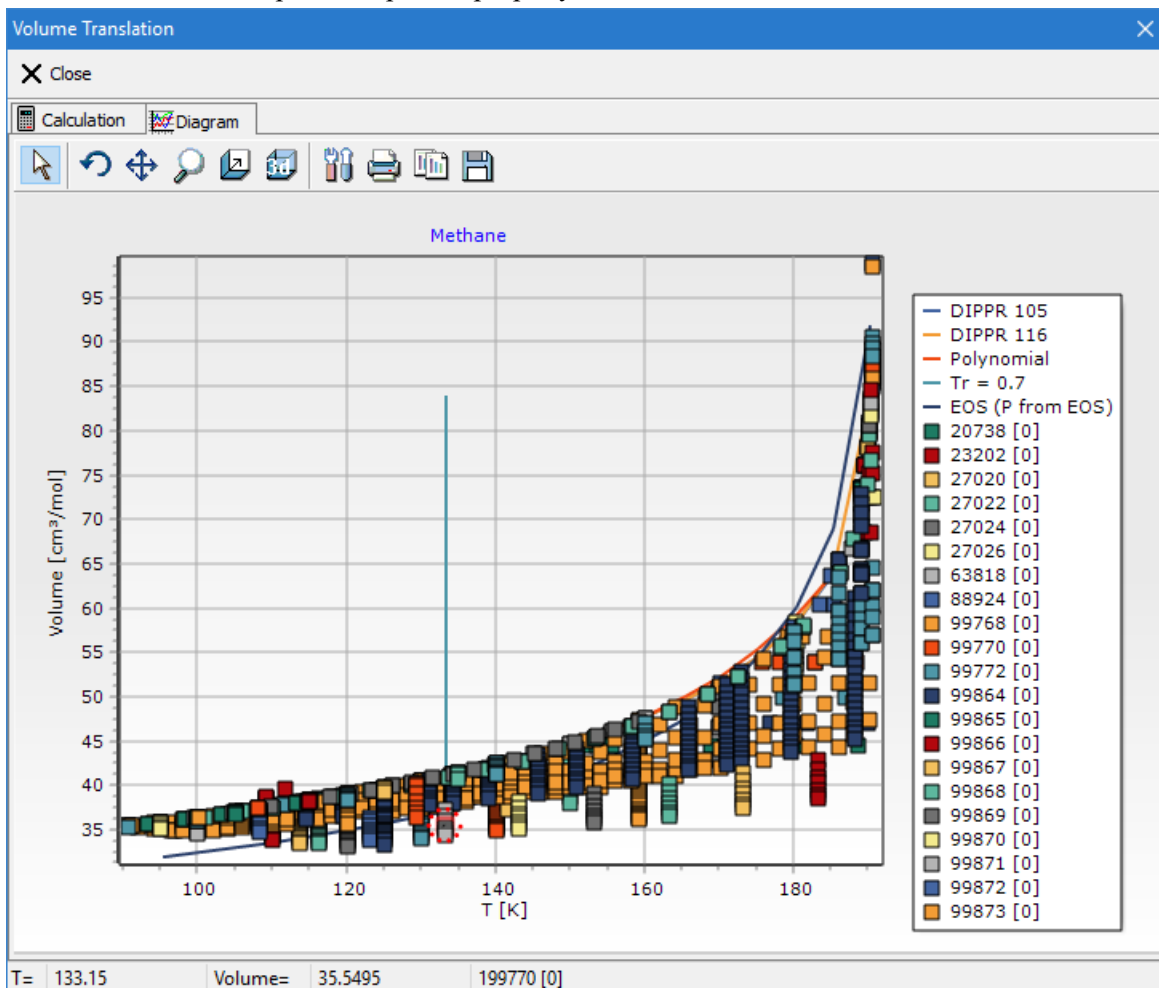 Volume Translation
Close
Calculation
Diagram
3d
Methane
Volume [cm³/mol]
95
90
85
80
75
70
65
60
55
50
45
40
35
100
120
140
160
180
T [K]
DIPPR 105
DIPPR 116
Polynomial
Tr = 0.7
EOS (P from EOS)
20738 [0]
23202 [0]
27020 [0]
27022 [0]
27024 [0]
27026 [0]
63818 [0]
88924 [0]
99768 [0]
99770 [0]
99772 [0]
99864 [0]
99865 [0]
99866 [0]
99867 [0]
99868 [0]
99869 [0]
99870 [0]
99871 [0]
99872 [0]
99873 [0]
T= 133.15 Volume= 35.5495 199770 [0]